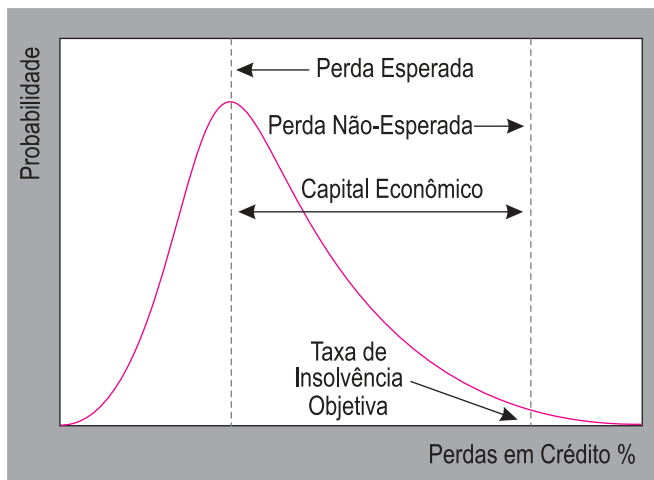 Probabilidade
Perda Esperada
Perda Não-Esperada
Capital Econômico
Taxa de
Insolvência
Objetiva
Perdas em Crédito %